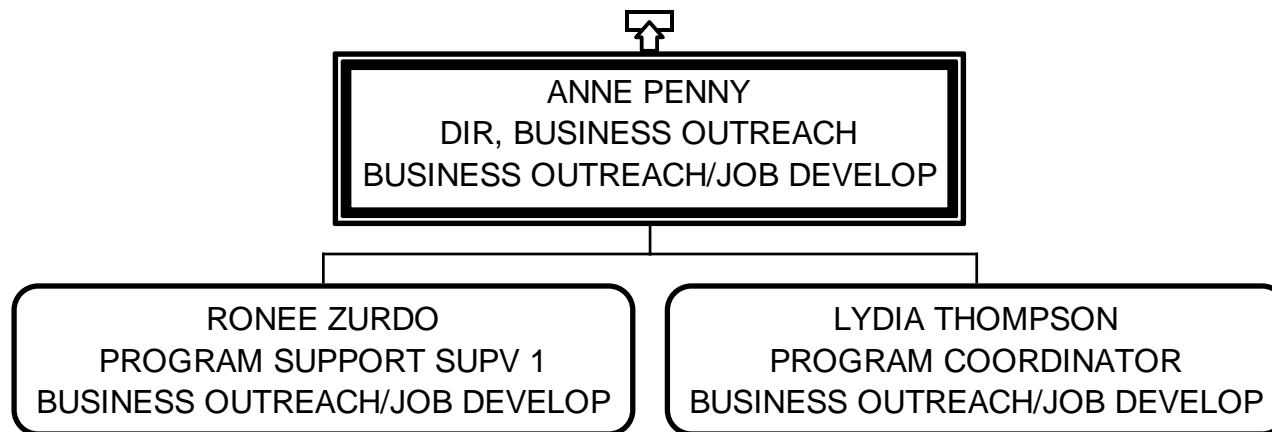 ANNE PENNY
DIR, BUSINESS OUTREACH
BUSINESS OUTREACH/JOB DEVELOP
RONEE ZURDO
PROGRAM SUPPORT SUPV 1
BUSINESS OUTREACH/JOB DEVELOP
LYDIA THOMPSON
PROGRAM COORDINATOR
BUSINESS OUTREACH/JOB DEVELOP